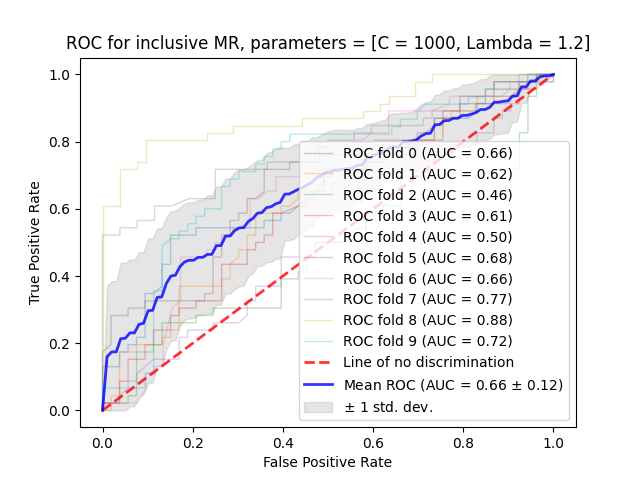 ROC for inclusive MR, parameters = [C = 1000, Lambda = 1.2]
True Positive Rate
1.0
0.8
0.6
0.4
0.2
0.0
ROC fold 0 (AUC = 0.66)
ROC fold 1 (AUC = 0.62)
ROC fold 2 (AUC = 0.46)
ROC fold 3 (AUC = 0.61)
ROC fold 4 (AUC = 0.50)
ROC fold 5 (AUC = 0.68)
ROC fold 6 (AUC = 0.66)
ROC fold 7 (AUC = 0.77)
ROC fold 8 (AUC = 0.88)
ROC fold 9 (AUC = 0.72)
Line of no discrimination
Mean ROC (AUC = 0.66 ± 0.12)
± 1 std. dev.
0.0 0.2 0.4 0.6 0.8 1.0
False Positive Rate